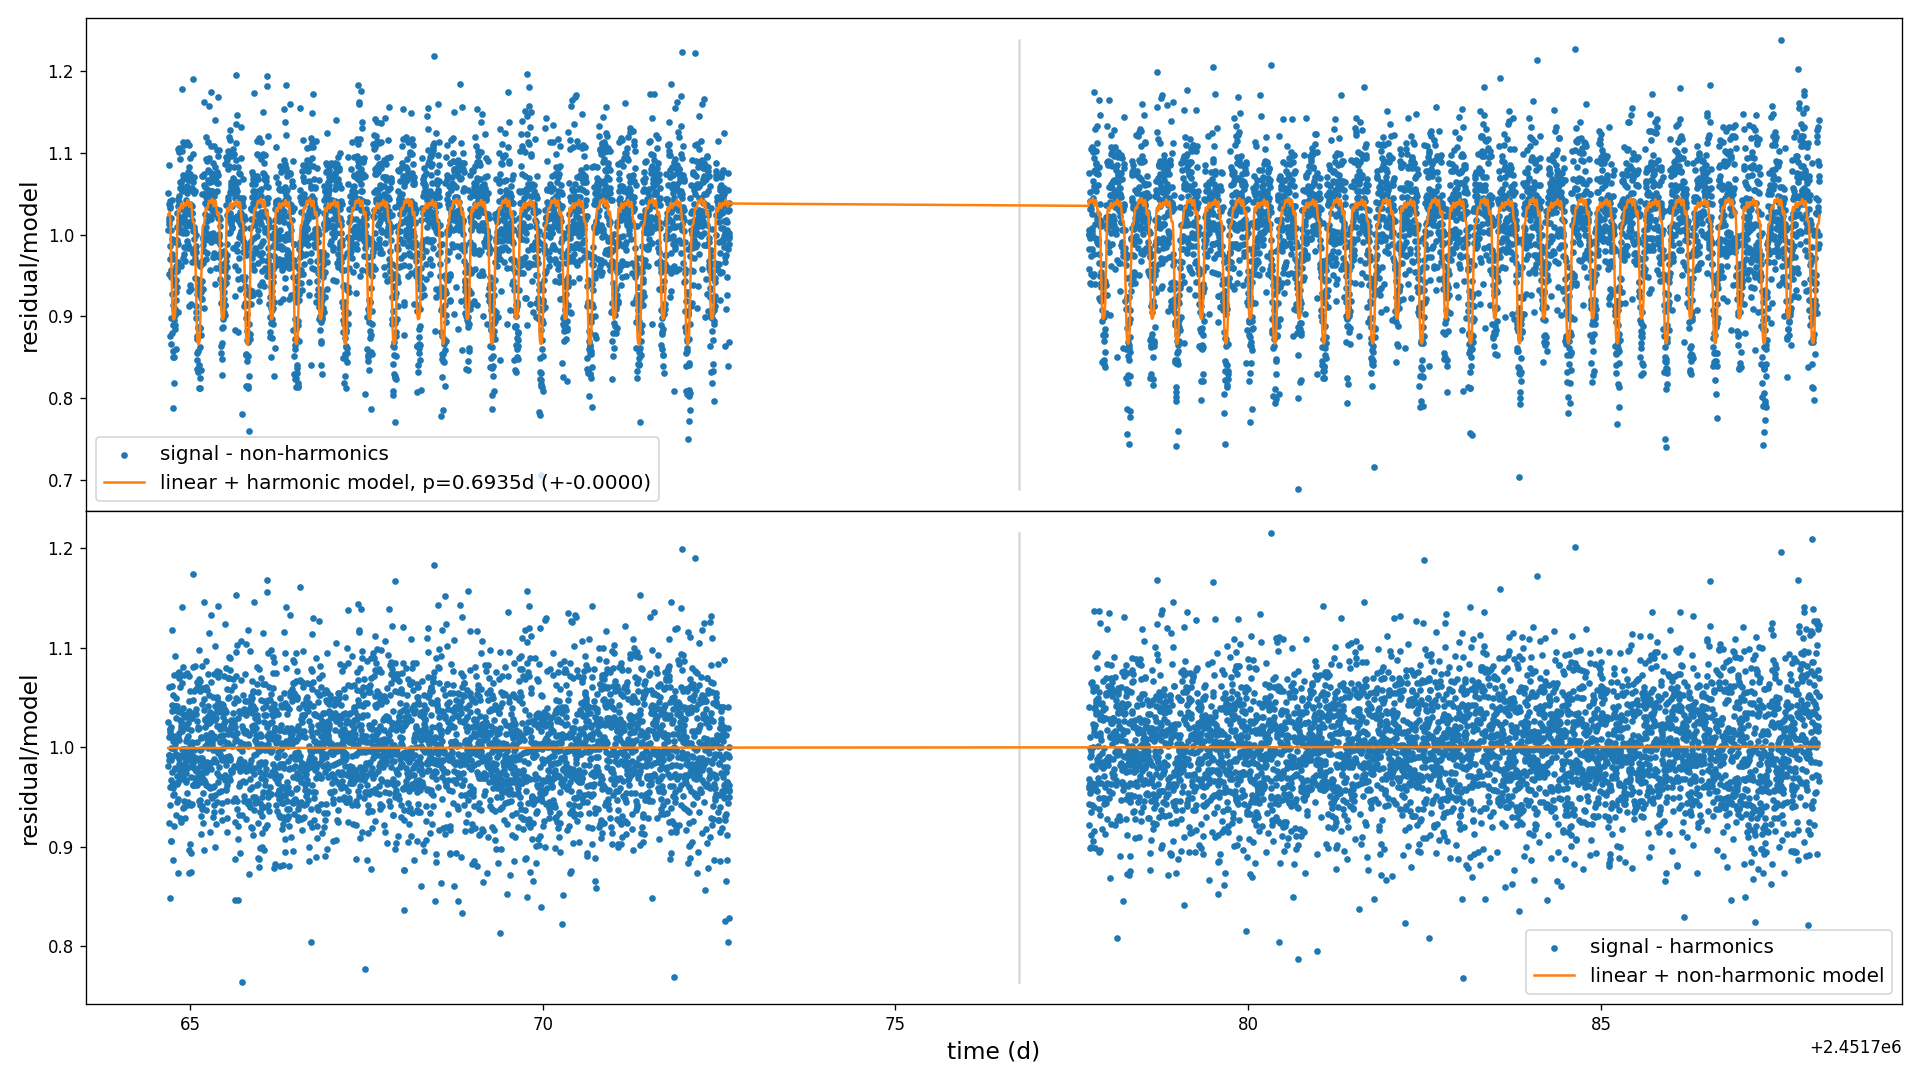 1.2
1.1
1.0
0.9
0.8
0.7
residual/model
signal - non-harmonics
linear + harmonic model, p=0.6935d (+-0.0000)
1.2
1.1
1.0
0.9
0.8
residual/model
signal - harmonics
linear + non-harmonic model
65
70
75
80
85
time (d)
+2.4517e6